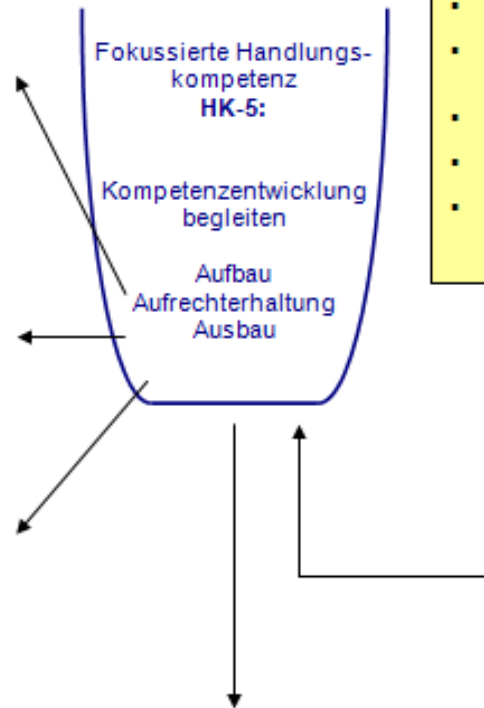 Fokussierte Handlungs-
kompetenz
HK-5:
Kompetenzentwicklung
begleiten
Aufbau
Aufrechterhaltung
Ausbau